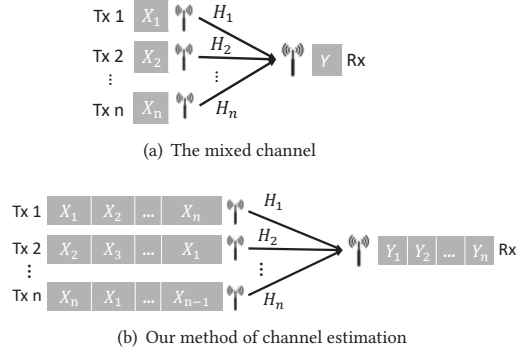 Tx 1 X₁ H₁
Tx 2 X₂ H₂ Y Rx
⋮ ⋮
Tx n Xₙ Hₙ
(a) The mixed channel
Tx 1 X₁ X₂ ... Xₙ H₁
Tx 2 X₂ X₃ ... X₁ H₂ Y₁ Y₂ ... Yₙ Rx
⋮ ⋮
Tx n Xₙ X₁ ... Xₙ₋₁ Hₙ
(b) Our method of channel estimation